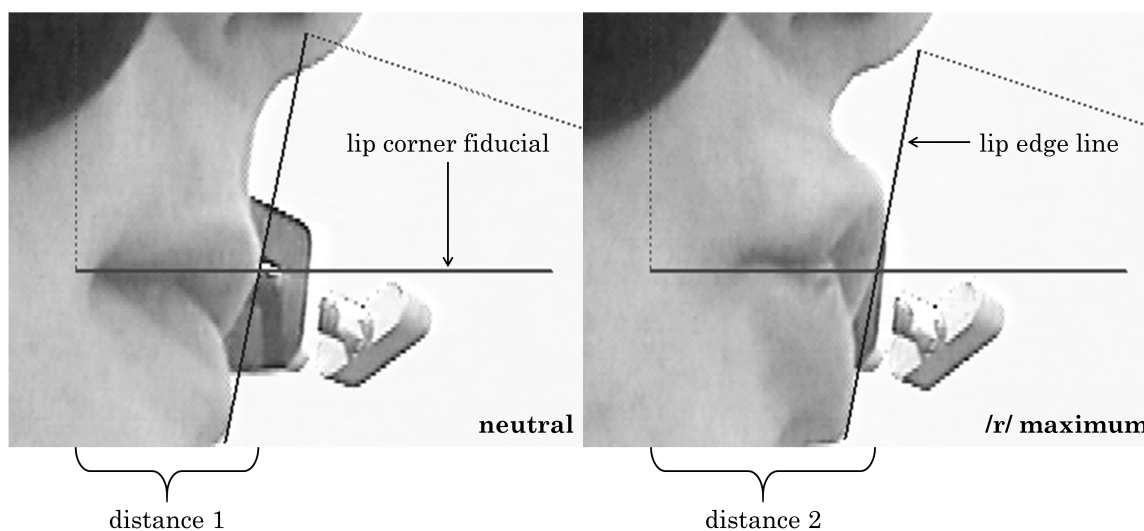 lip corner fiducial
lip edge line
neutral
/r/ maximum
distance 1
distance 2